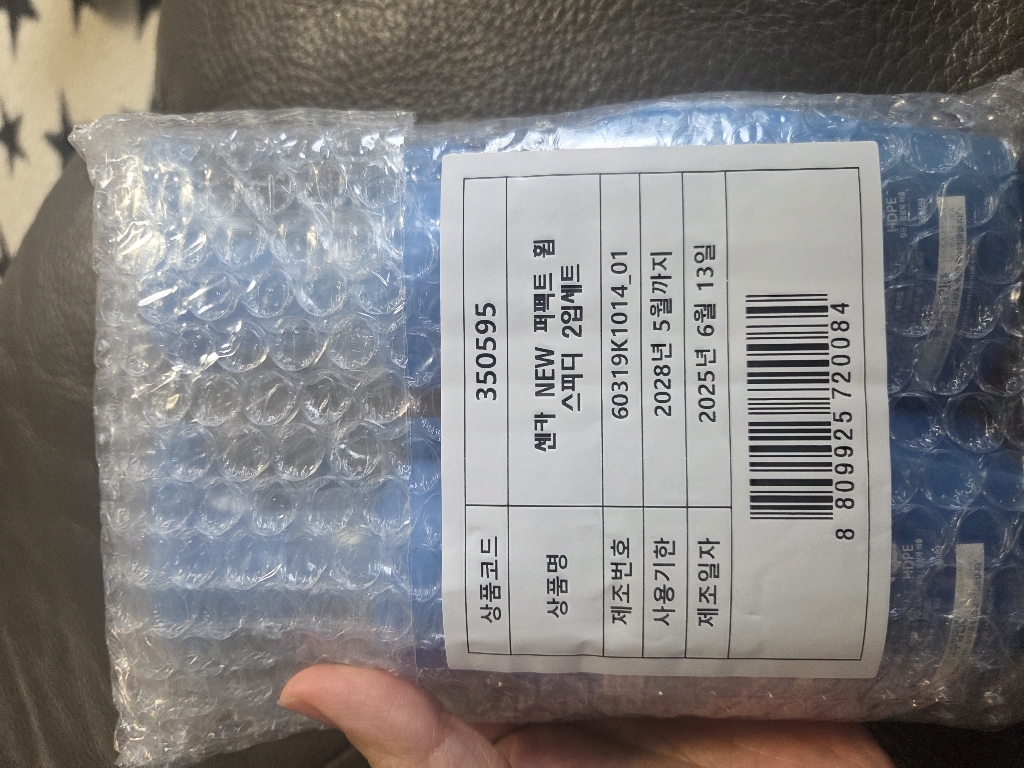 상품코드 350595
상품명 쎈카 NEW 퍼펙트 휩
스피디 2입세트
제조번호 60319K1014_01
사용기한 2028년 5월까지
제조일자 2025년 6월 13일
8 809925 720084
HDPE
HDPE